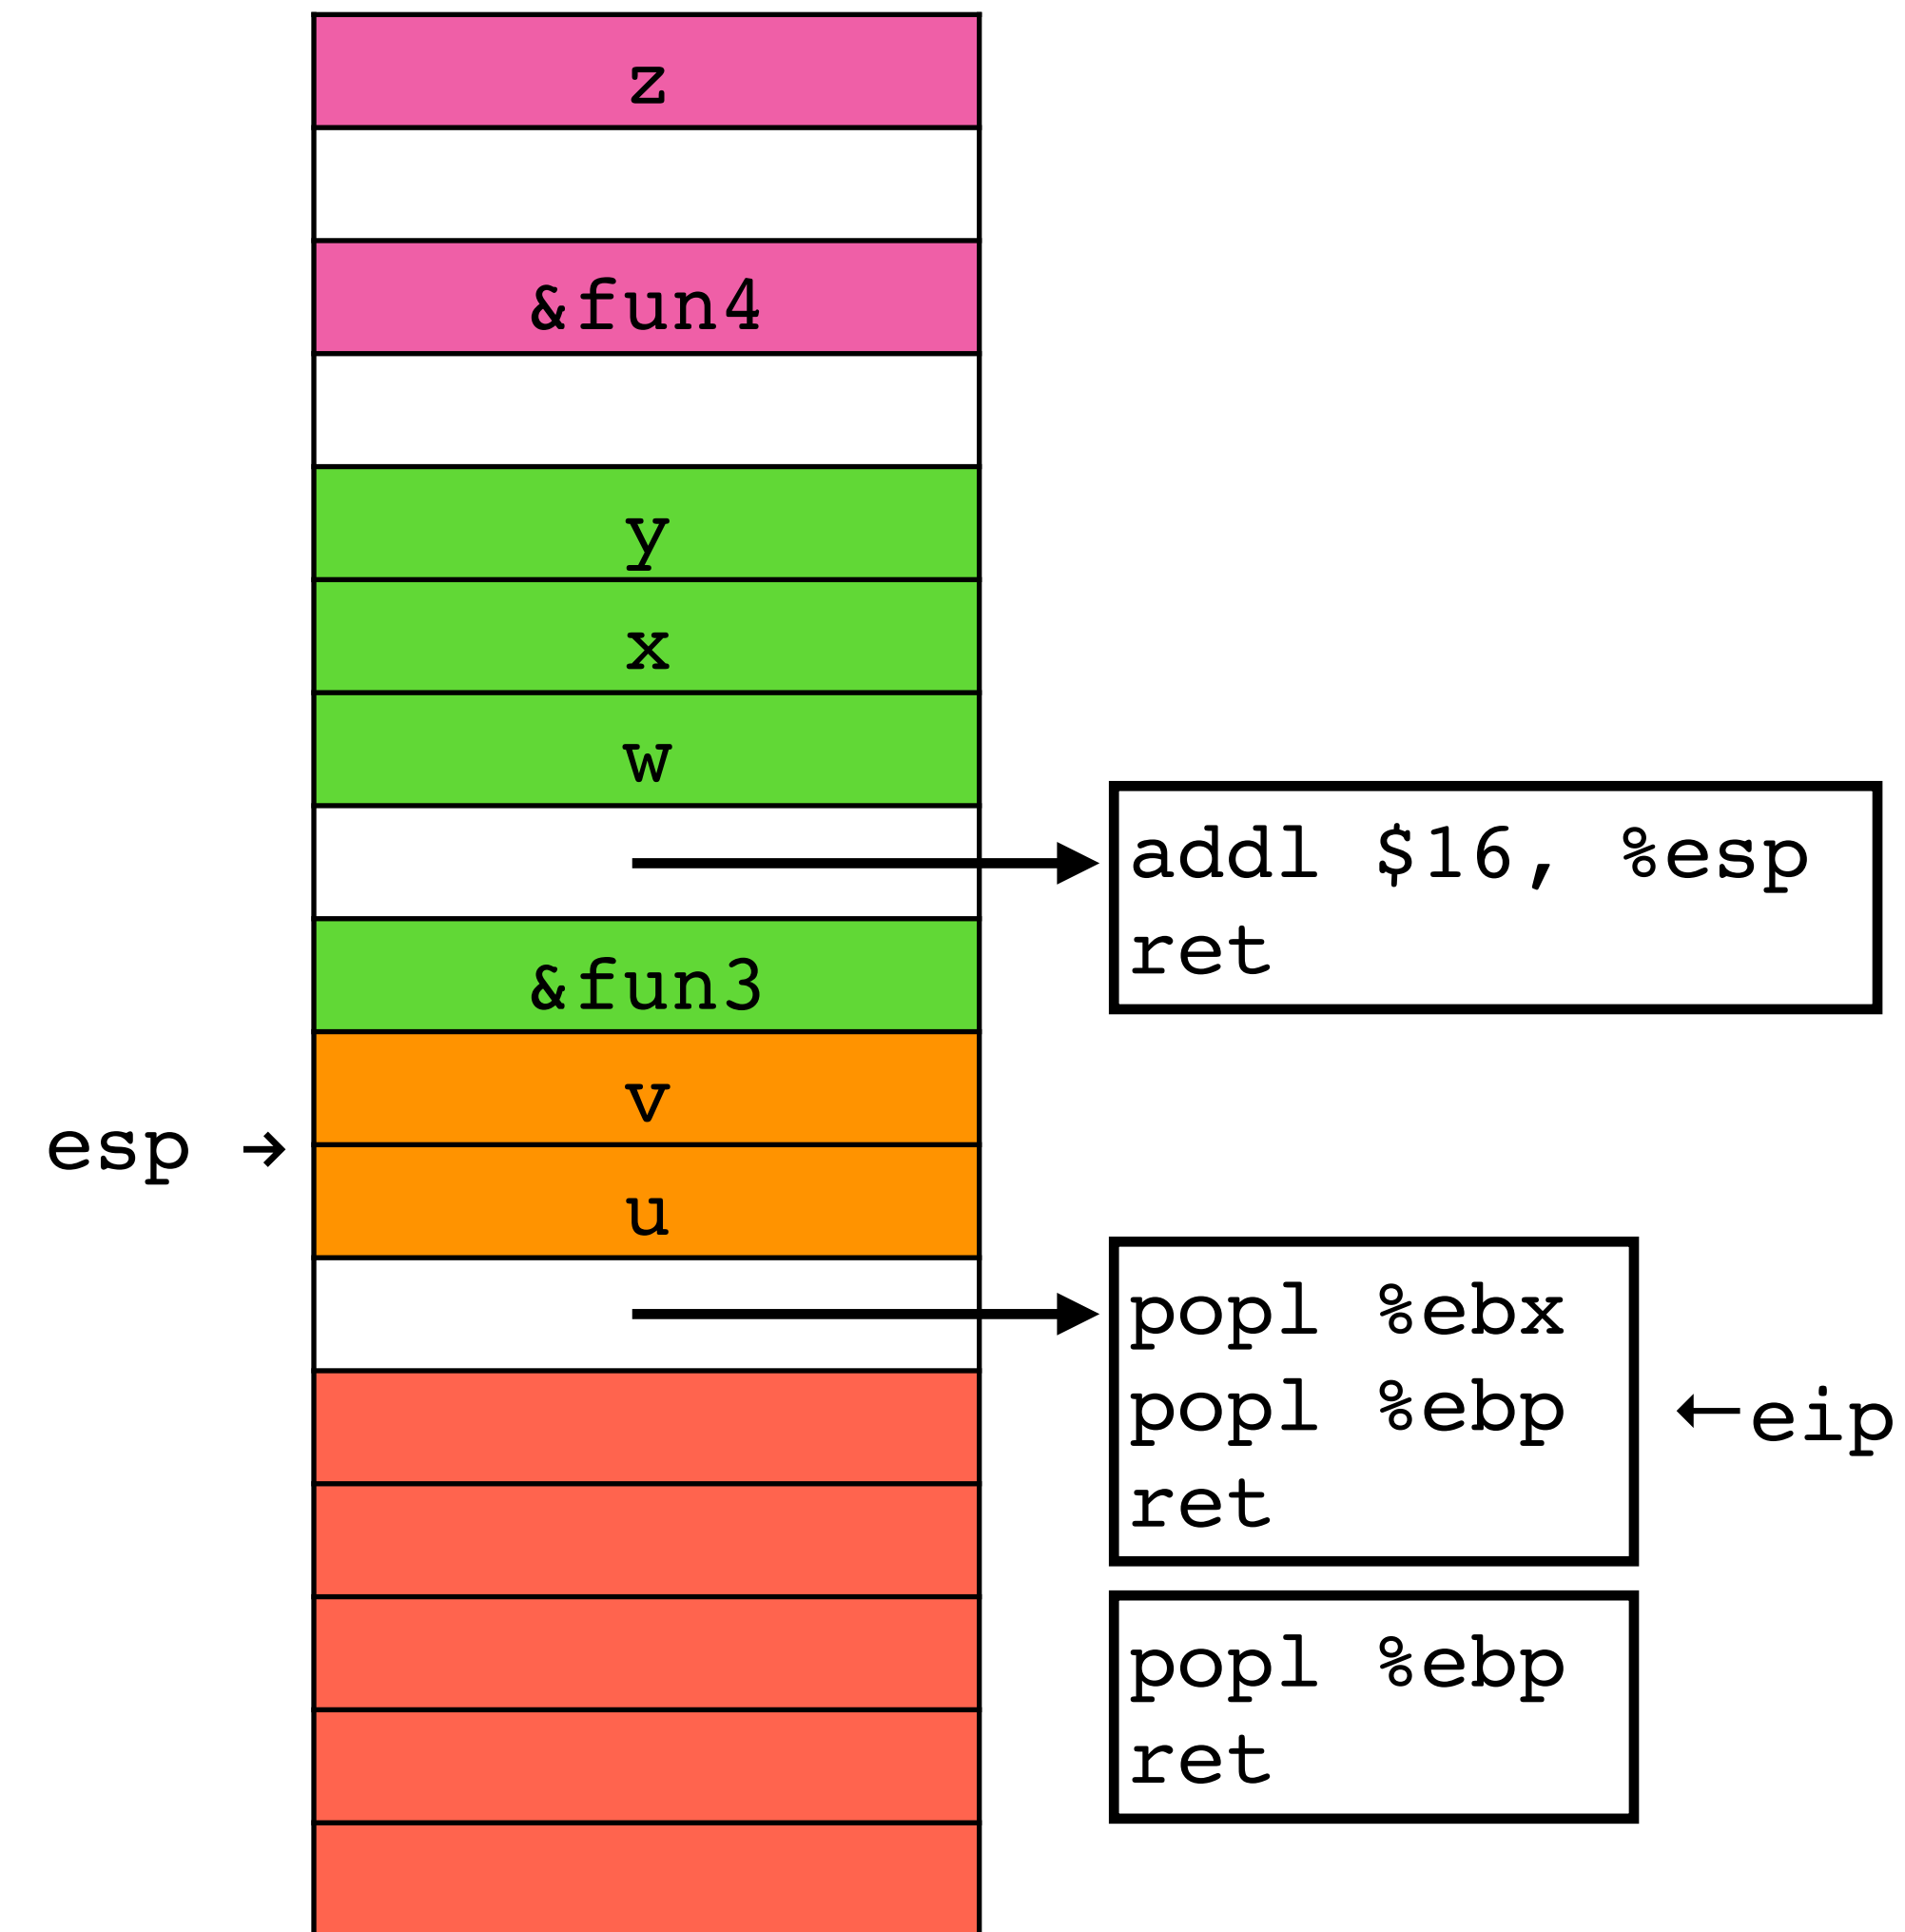 z
&fun4
y
x
w
addl $16, %esp
ret
&fun3
v
esp →
u
popl %ebx
popl %ebp
←eip
ret
popl %ebp
ret